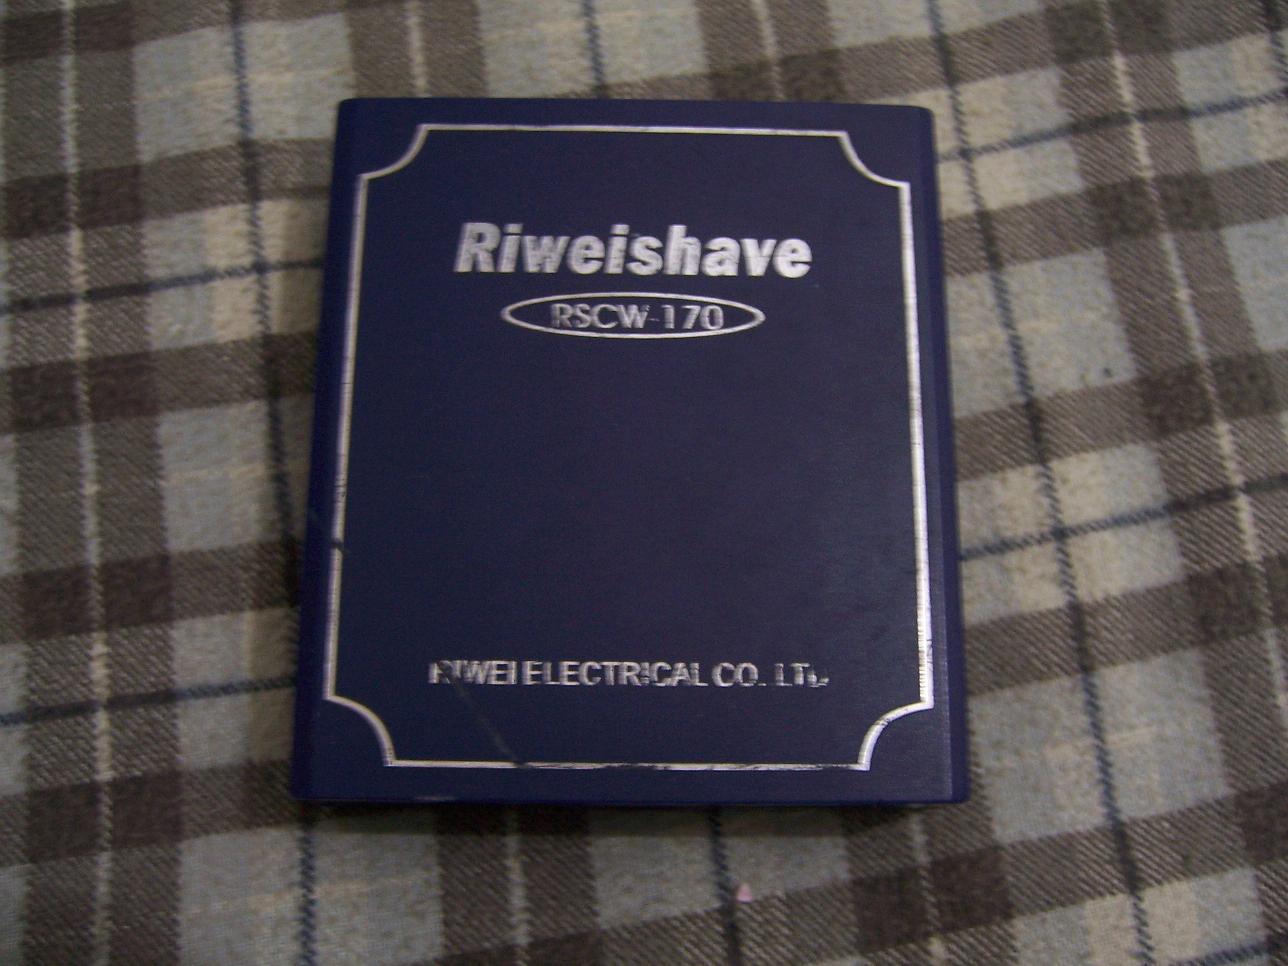 Riweishave
RSCW-170
RIWEI ELECTRICAL CO. LTD.